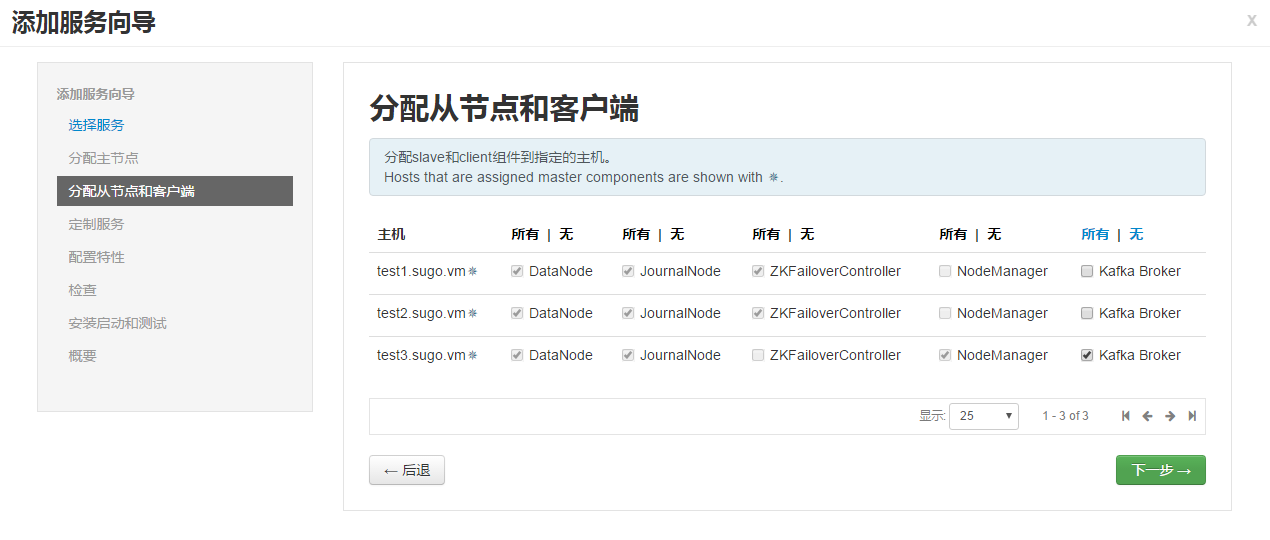 添加服务向导
x
添加服务向导
选择服务
分配主节点
分配从节点和客户端
定制服务
配置特性
检查
安装启动和测试
概要
分配从节点和客户端
分配slave和client组件到指定的主机。
Hosts that are assigned master components are shown with ✵.
主机 所有 | 无 所有 | 无 所有 | 无 所有 | 无 所有 | 无
test1.sugo.vm✵ DataNode JournalNode ZKFailoverController NodeManager Kafka Broker
test2.sugo.vm✵ DataNode JournalNode ZKFailoverController NodeManager Kafka Broker
test3.sugo.vm✵ DataNode JournalNode ZKFailoverController NodeManager Kafka Broker
显示: 25 1 - 3 of 3
← 后退 下一步 →